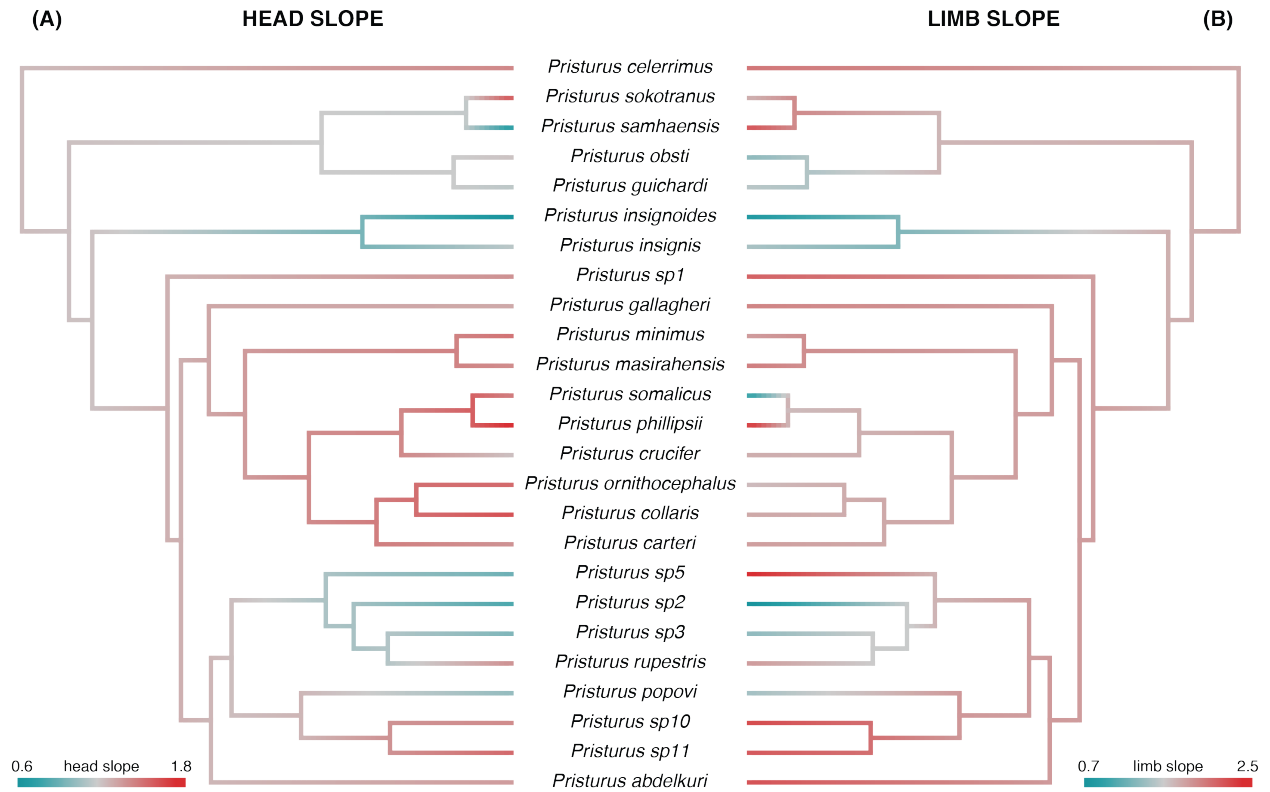 (A) HEAD SLOPE LIMB SLOPE (B)
Pristurus celerrimus
Pristurus sokotranus
Pristurus samhaensis
Pristurus obsti
Pristurus guichardi
Pristurus insignoides
Pristurus insignis
Pristurus sp1
Pristurus gallagheri
Pristurus minimus
Pristurus masirahensis
Pristurus somalicus
Pristurus phillipsii
Pristurus crucifer
Pristurus ornithocephalus
Pristurus collaris
Pristurus carteri
Pristurus sp5
Pristurus sp2
Pristurus sp3
Pristurus rupestris
Pristurus popovi
Pristurus sp10
Pristurus sp11
Pristurus abdelkuri
0.6 head slope 1.8
0.7 limb slope 2.5